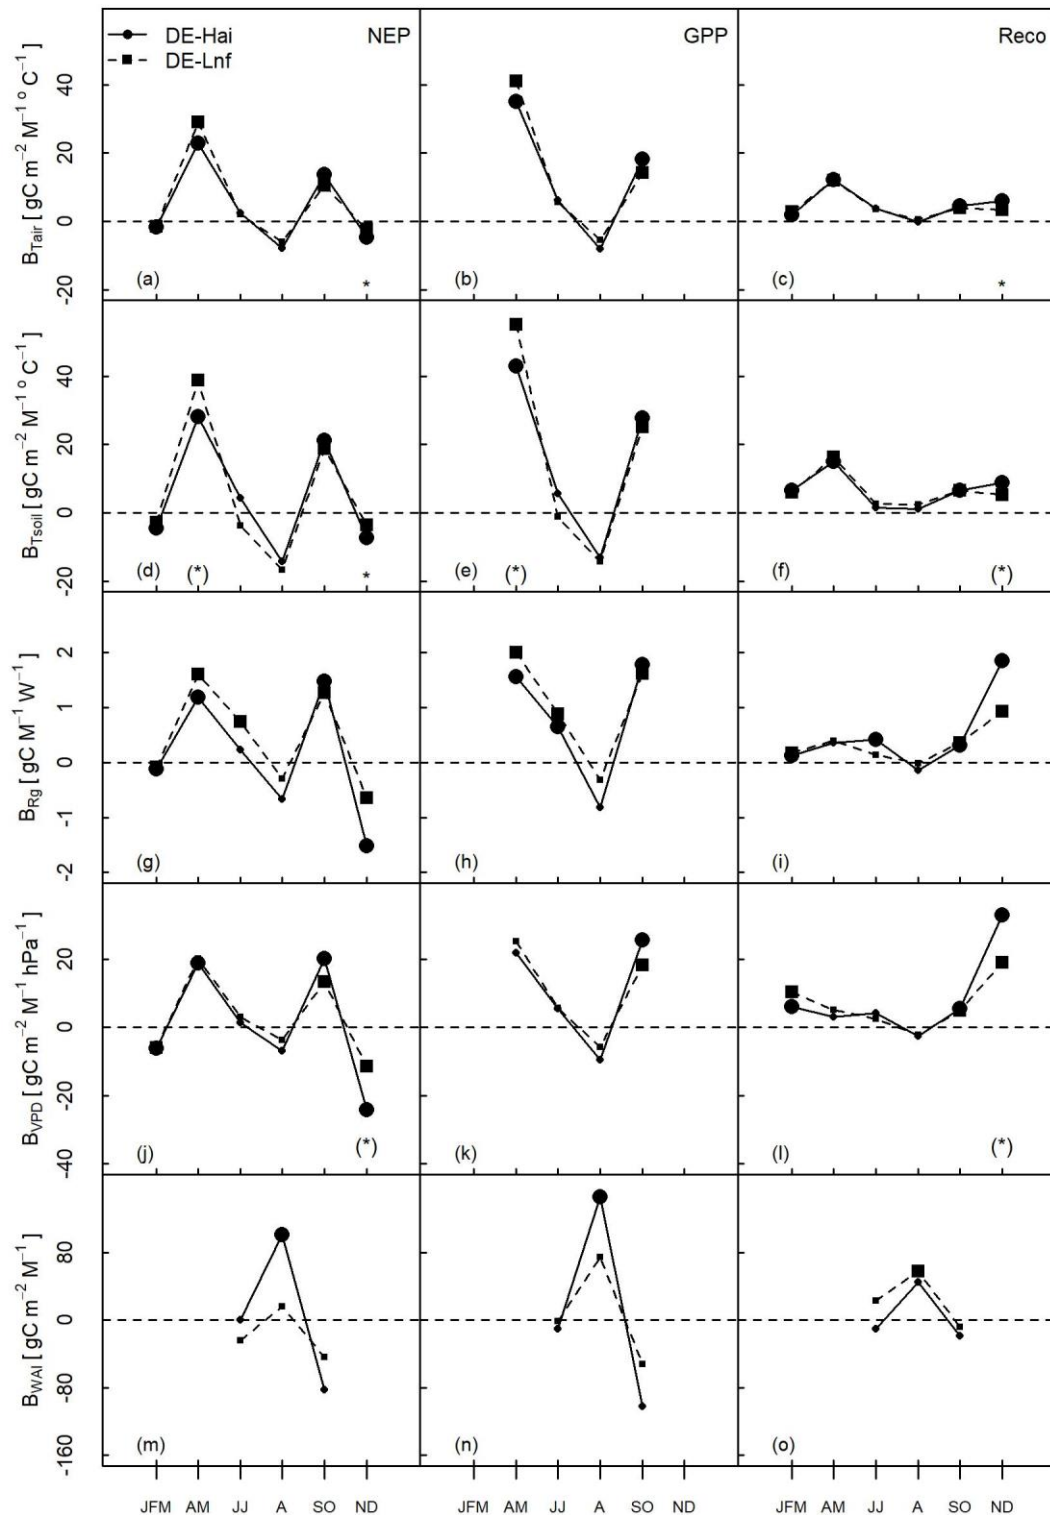 DE-Hai NEP GPP Reco
DE-Lnf
B_Tair [ gC m⁻² M⁻¹ º C⁻¹ ]
40
20
0
-20
(a) * (b) (c) *
B_Tsoil [ gC m⁻² M⁻¹ º C⁻¹ ]
40
20
0
-20
(d) (*) * (e) (*) (f) (*)
B_Rg [ gC M⁻¹ W⁻¹ ]
2
1
0
-1
-2
(g) (h) (i)
B_VPD [ gC m⁻² M⁻¹ hPa⁻¹ ]
20
0
-20
-40
(j) (*) (k) (l) (*)
B_WAI [ gC m⁻² M⁻¹ ]
80
0
-80
-160
(m) (n) (o)
JFM AM JJ A SO ND AM JJ A SO ND JFM AM JJ A SO ND